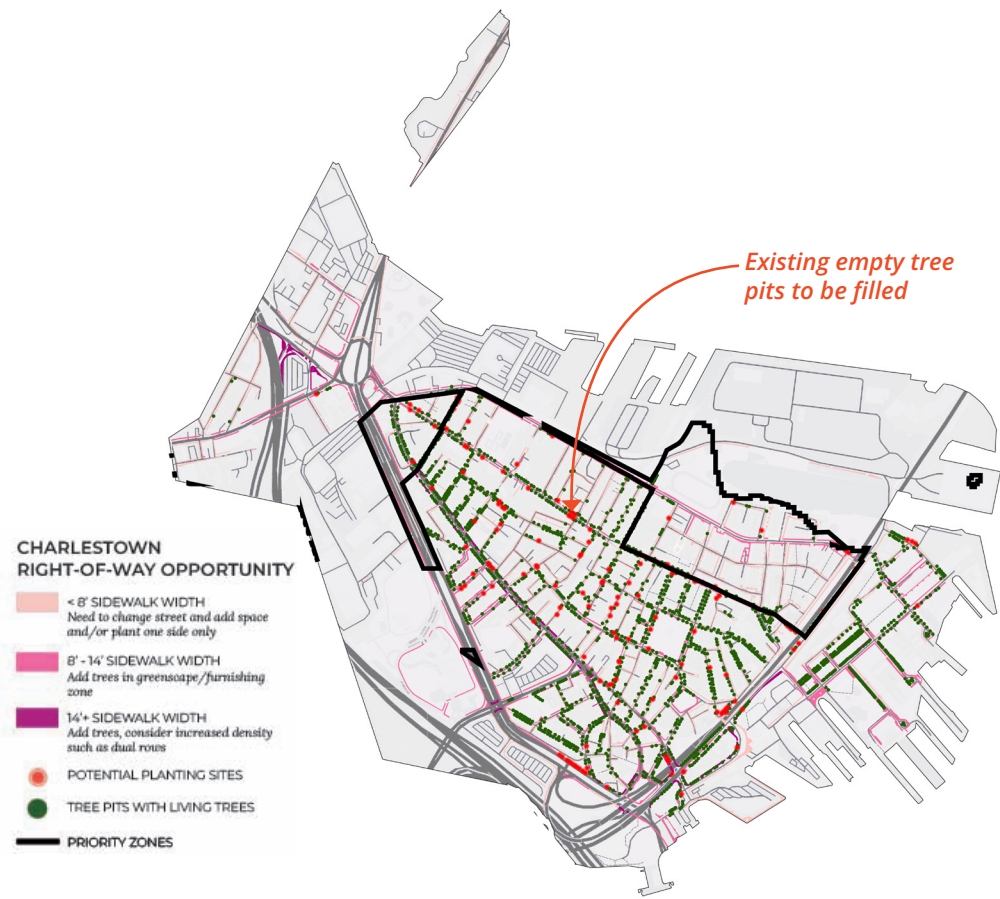 Existing empty tree
pits to be filled
CHARLESTOWN
RIGHT-OF-WAY OPPORTUNITY
< 8' SIDEWALK WIDTH
Need to change street and add space
and/or plant one side only
8' - 14' SIDEWALK WIDTH
Add trees in greenscape/furnishing
zone
14'+ SIDEWALK WIDTH
Add trees, consider increased density
such as dual rows
POTENTIAL PLANTING SITES
TREE PITS WITH LIVING TREES
PRIORITY ZONES